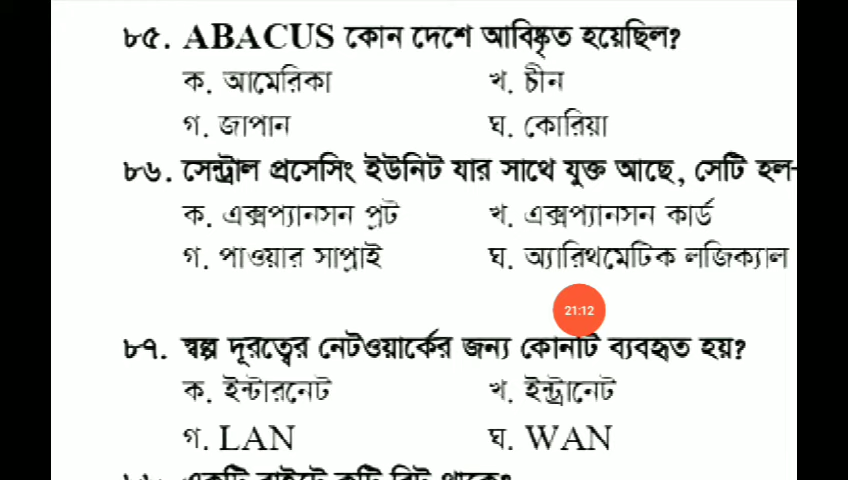 ৮৫. ABACUS কোন দেশে আবিষ্কৃত হয়েছিল?
ক. আমেরিকা খ. চীন
গ. জাপান ঘ. কোরিয়া
৮৬. সেন্ট্রাল প্রসেসিং ইউনিট যার সাথে যুক্ত আছে, সেটি হল-
ক. এক্সপ্যানসন প্লট খ. এক্সপ্যানসন কার্ড
গ. পাওয়ার সাপ্লাই ঘ. অ্যারিথমেটিক লজিক্যাল
21:12
৮৭. স্বল্প দূরত্বের নেটওয়ার্কের জন্য কোনটি ব্যবহৃত হয়?
ক. ইন্টারনেট খ. ইন্ট্রানেট
গ. LAN ঘ. WAN